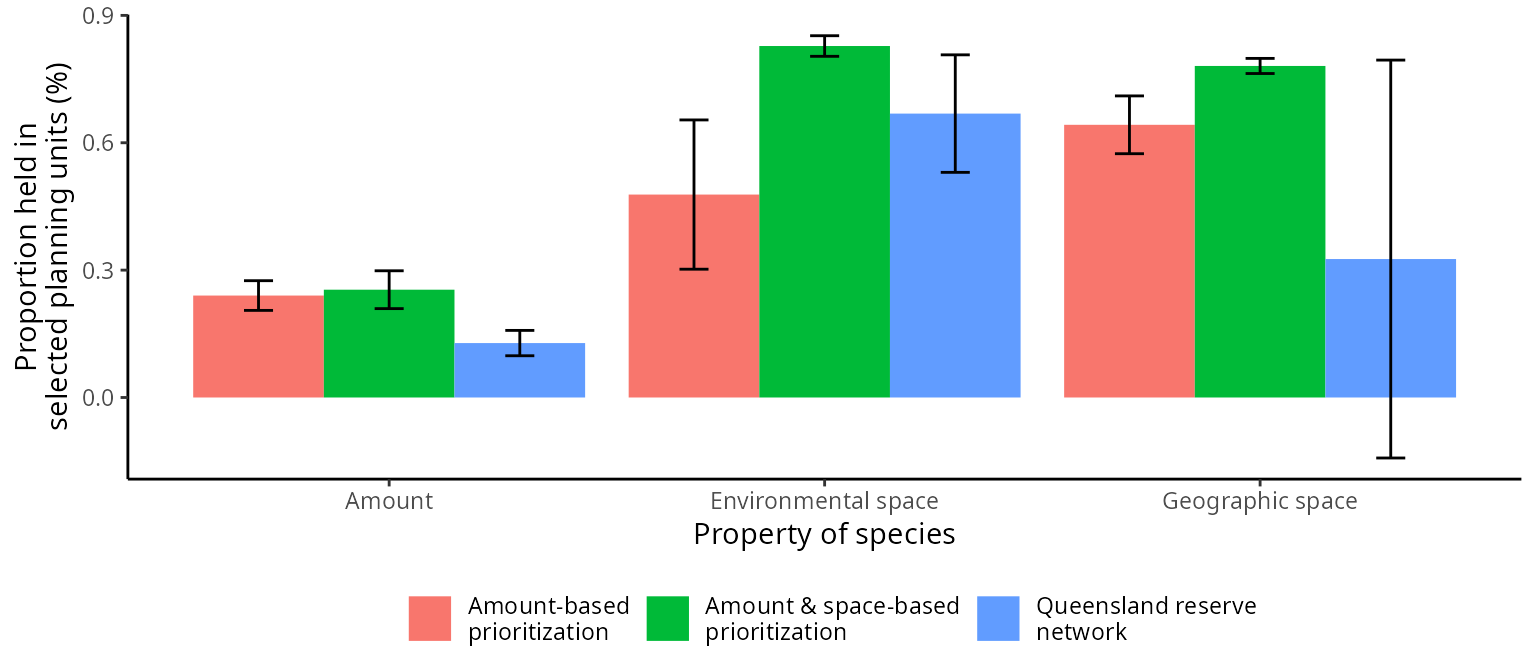 Proportion held in
selected planning units (%)
0.9
0.6
0.3
0.0
Amount
Environmental space
Geographic space
Property of species
Amount-based
prioritization
Amount & space-based
prioritization
Queensland reserve
network